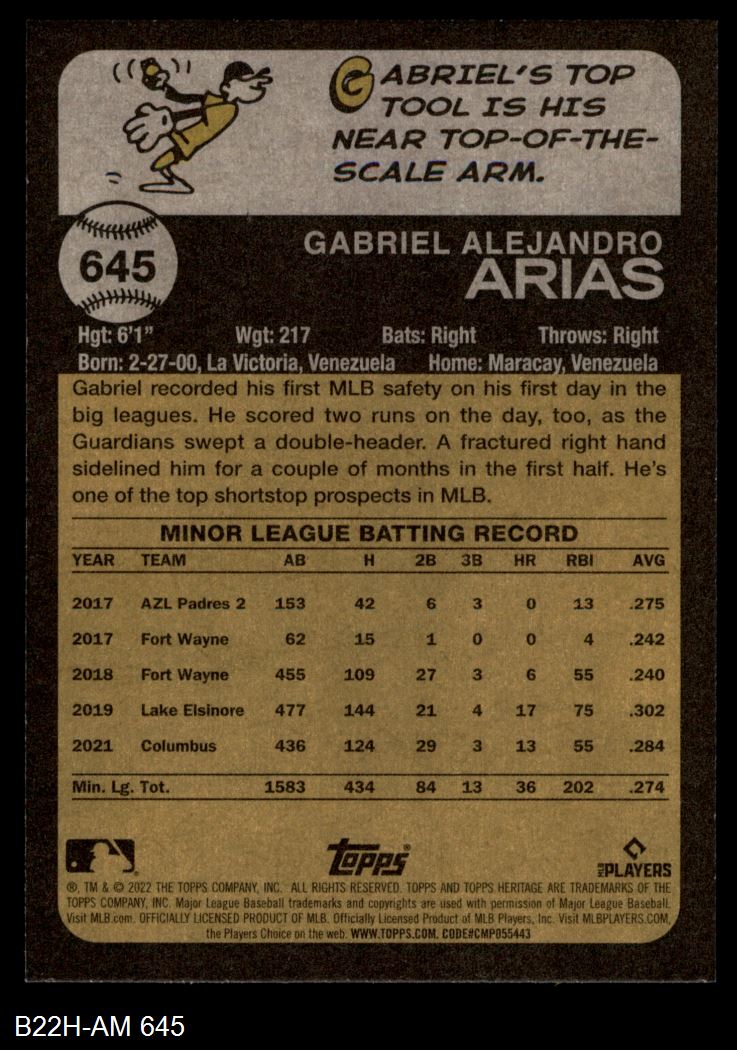 GABRIEL'S TOP
TOOL IS HIS
NEAR TOP-OF-THE-
SCALE ARM.
645
GABRIEL ALEJANDRO
ARIAS
Hgt: 6'1" Wgt: 217 Bats: Right Throws: Right
Born: 2-27-00, La Victoria, Venezuela Home: Maracay, Venezuela
Gabriel recorded his first MLB safety on his first day in the
big leagues. He scored two runs on the day, too, as the
Guardians swept a double-header. A fractured right hand
sidelined him for a couple of months in the first half. He's
one of the top shortstop prospects in MLB.
MINOR LEAGUE BATTING RECORD
YEAR TEAM AB H 2B 3B HR RBI AVG
2017 AZL Padres 2 153 42 6 3 0 13 .275
2017 Fort Wayne 62 15 1 0 0 4 .242
2018 Fort Wayne 455 109 27 3 6 55 .240
2019 Lake Elsinore 477 144 21 4 17 75 .302
2021 Columbus 436 124 29 3 13 55 .284
Min. Lg. Tot. 1583 434 84 13 36 202 .274
Topps® MLB PLAYERS
®, TM & © 2022 THE TOPPS COMPANY, INC. ALL RIGHTS RESERVED. TOPPS AND TOPPS HERITAGE ARE TRADEMARKS OF THE
TOPPS COMPANY, INC. Major League Baseball trademarks and copyrights are used with permission of Major League Baseball.
Visit MLB.com. OFFICIALLY LICENSED PRODUCT OF MLB. Officially Licensed Product of MLB Players, Inc. Visit MLBPLAYERS.COM,
the Players Choice on the web. WWW.TOPPS.COM. CODE#CMP055443
B22H-AM 645